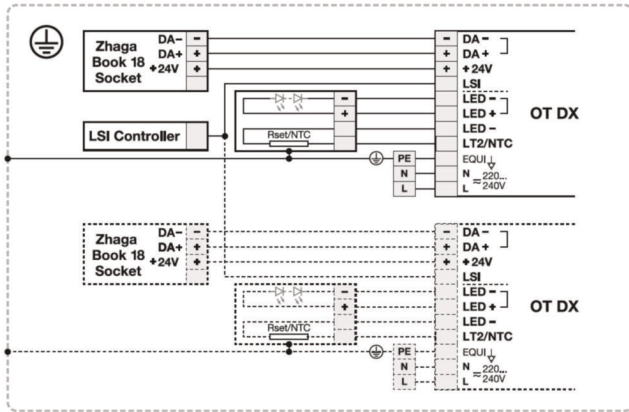 Zhaga
Book 18
Socket
DA− −
DA+ +
+24V +
− DA −
+ DA +
+ +24V
LSI
LED −
LED +
LED −
LT2/NTC
OT DX
LSI Controller
−
+
Rset/NTC
PE EQUI
N N 220...
L L ≂ 240V
Zhaga
Book 18
Socket
DA− −
DA+ +
+24V +
− DA −
+ DA +
+ +24V
LSI
LED −
LED +
LED −
LT2/NTC
OT DX
−
+
Rset/NTC
PE EQUI
N N 220...
L L ≂ 240V